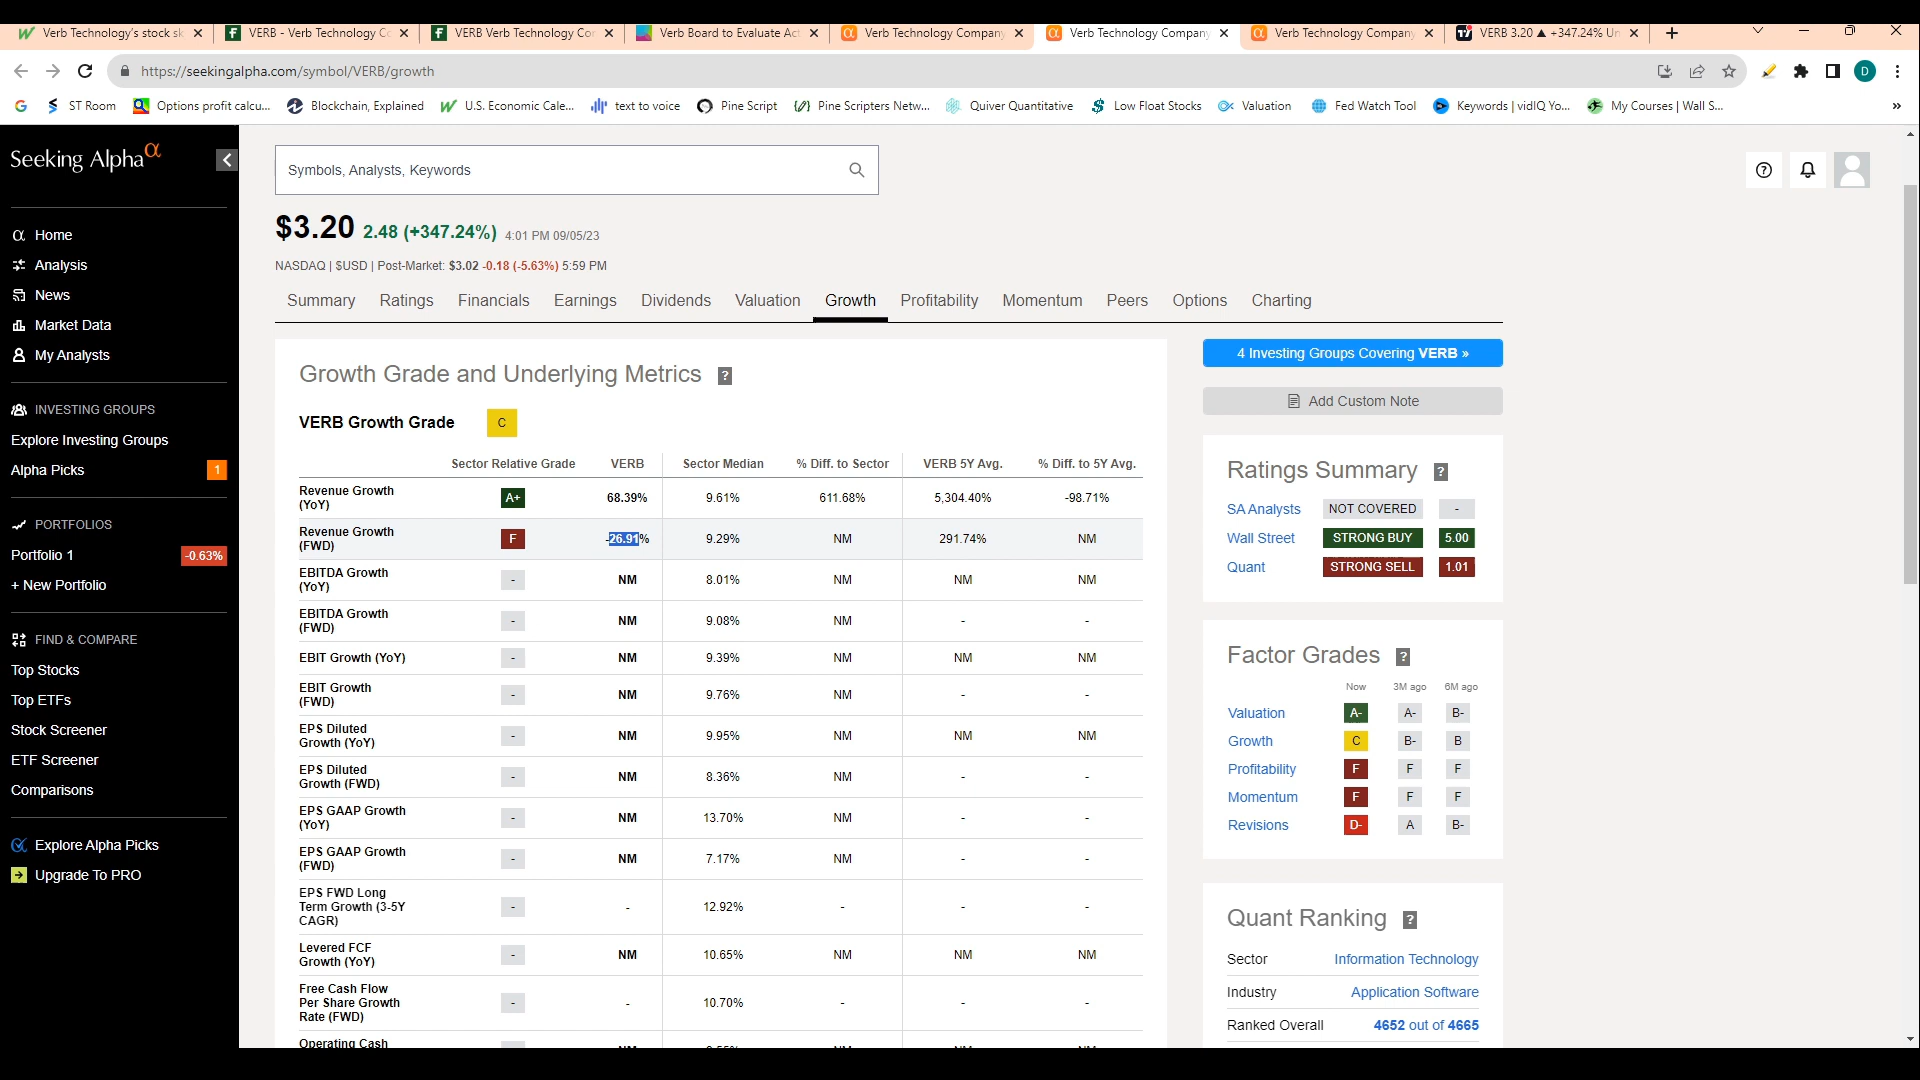 Verb Technology's stock sk
VERB - Verb Technology Co
VERB Verb Technology Com
Verb Board to Evaluate Act
Verb Technology Company
Verb Technology Company
Verb Technology Company
VERB 3.20 ▲ +347.24% Un
https://seekingalpha.com/symbol/VERB/growth
D
ST Room
Options profit calcu...
Blockchain, Explained
U.S. Economic Cale...
text to voice
Pine Script
Pine Scripters Netw...
Quiver Quantitative
Low Float Stocks
Valuation
Fed Watch Tool
Keywords | vidIQ Yo...
My Courses | Wall S...
»
Seeking Alpha α
Home
Analysis
News
Market Data
My Analysts
INVESTING GROUPS
Explore Investing Groups
Alpha Picks 1
PORTFOLIOS
Portfolio 1 -0.63%
+ New Portfolio
FIND & COMPARE
Top Stocks
Top ETFs
Stock Screener
ETF Screener
Comparisons
Explore Alpha Picks
Upgrade To PRO
Symbols, Analysts, Keywords
$3.20 2.48 (+347.24%) 4:01 PM 09/05/23
NASDAQ | $USD | Post-Market: $3.02 -0.18 (-5.63%) 5:59 PM
Summary Ratings Financials Earnings Dividends Valuation Growth Profitability Momentum Peers Options Charting
Growth Grade and Underlying Metrics ?
VERB Growth Grade C
Sector Relative Grade VERB Sector Median % Diff. to Sector VERB 5Y Avg. % Diff. to 5Y Avg.
Revenue Growth
(YoY) A+ 68.39% 9.61% 611.68% 5,304.40% -98.71%
Revenue Growth
(FWD) F -26.91% 9.29% NM 291.74% NM
EBITDA Growth
(YoY) - NM 8.01% NM NM NM
EBITDA Growth
(FWD) - NM 9.08% NM - -
EBIT Growth (YoY) - NM 9.39% NM NM NM
EBIT Growth
(FWD) - NM 9.76% NM - -
EPS Diluted
Growth (YoY) - NM 9.95% NM NM NM
EPS Diluted
Growth (FWD) - NM 8.36% NM - -
EPS GAAP Growth
(YoY) - NM 13.70% NM - -
EPS GAAP Growth
(FWD) - NM 7.17% NM - -
EPS FWD Long
Term Growth (3-5Y
CAGR) - - 12.92% - - -
Levered FCF
Growth (YoY) - NM 10.65% NM NM NM
Free Cash Flow
Per Share Growth
Rate (FWD) - - 10.70% - - -
Operating Cash
4 Investing Groups Covering VERB »
Add Custom Note
Ratings Summary ?
SA Analysts NOT COVERED -
Wall Street STRONG BUY 5.00
Quant STRONG SELL 1.01
Factor Grades ?
Now 3M ago 6M ago
Valuation A- A- B-
Growth C B- B
Profitability F F F
Momentum F F F
Revisions D- A B-
Quant Ranking ?
Sector Information Technology
Industry Application Software
Ranked Overall 4652 out of 4665